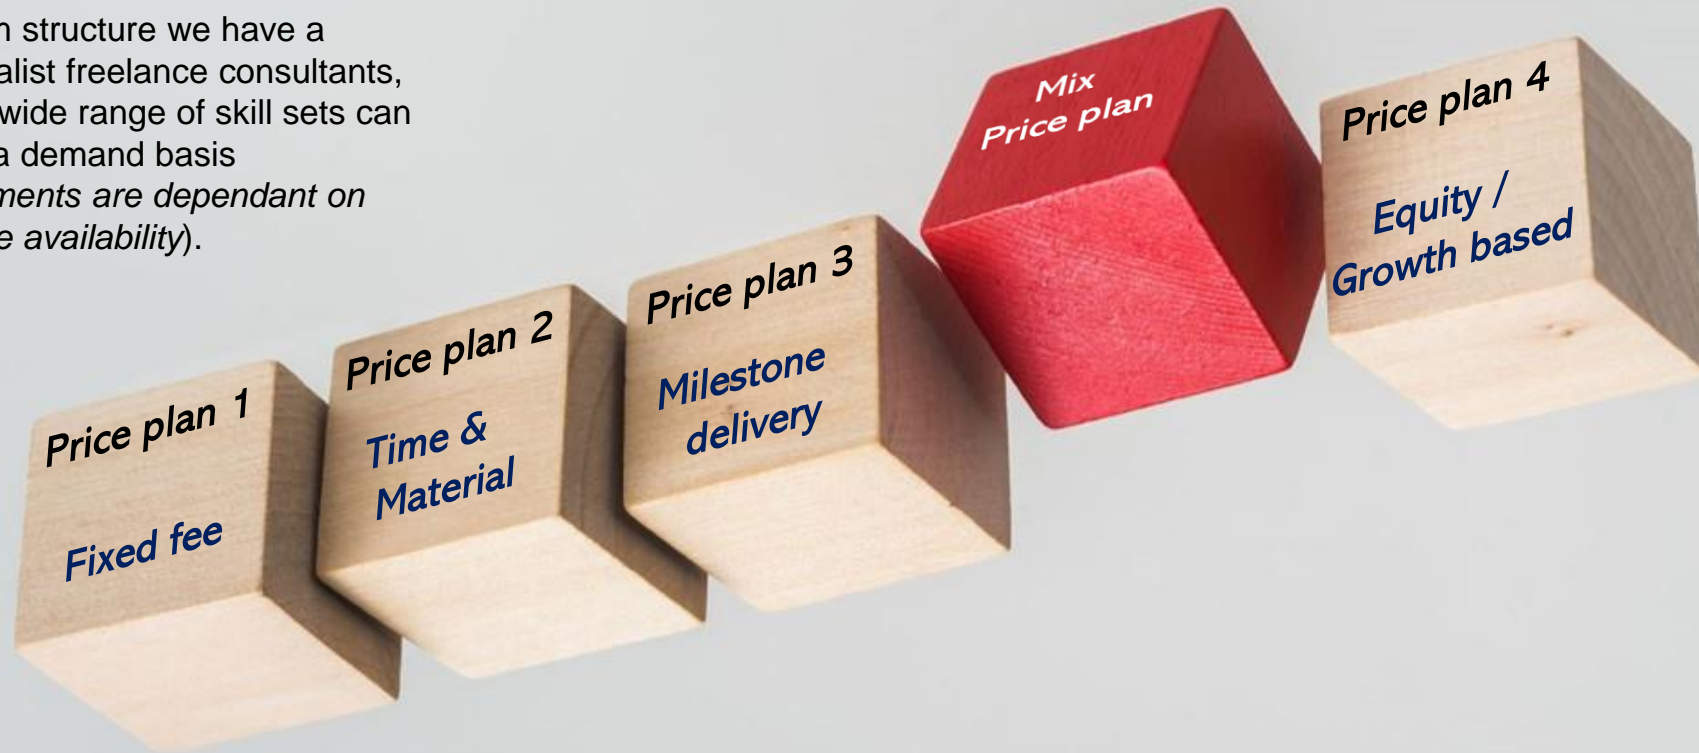 structure we have a
freelance consultants,
wide range of skill sets can
a demand basis
are dependant on
availability).
Mix
Price plan
Price plan 4
Equity /
Growth based
Price plan 3
Milestone
delivery
Price plan 2
Time &
Material
Price plan 1
Fixed fee